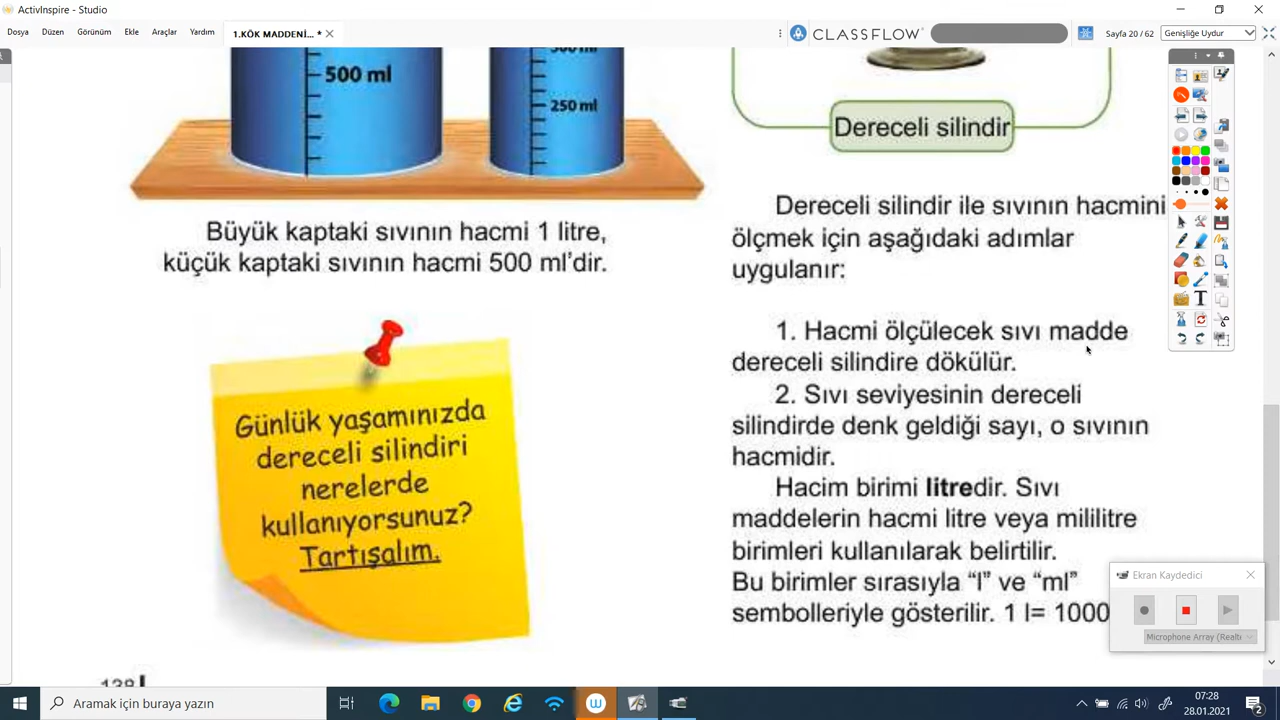 ActivInspire - Studio
Dosya Düzen Görünüm Ekle Araçlar Yardım
1.KÖK MADDENİ... *
CLASSFLOW
Sayfa 20 / 62
Genişliğe Uydur
500 ml
250 ml
Büyük kaptaki sıvının hacmi 1 litre,
küçük kaptaki sıvının hacmi 500 ml'dir.
Günlük yaşamınızda
dereceli silindiri
nerelerde
kullanıyorsunuz?
Tartışalım.
Dereceli silindir
Dereceli silindir ile sıvının hacmini
ölçmek için aşağıdaki adımlar
uygulanır:
1. Hacmi ölçülecek sıvı madde
dereceli silindire dökülür.
2. Sıvı seviyesinin dereceli
silindirde denk geldiği sayı, o sıvının
hacmidir.
Hacim birimi litredir. Sıvı
maddelerin hacmi litre veya mililitre
birimleri kullanılarak belirtilir.
Bu birimler sırasıyla “l” ve “ml”
sembolleriyle gösterilir. 1 l= 1000
Ekran Kaydedici
Microphone Array (Realte
Aramak için buraya yazın
07:28
28.01.2021
2